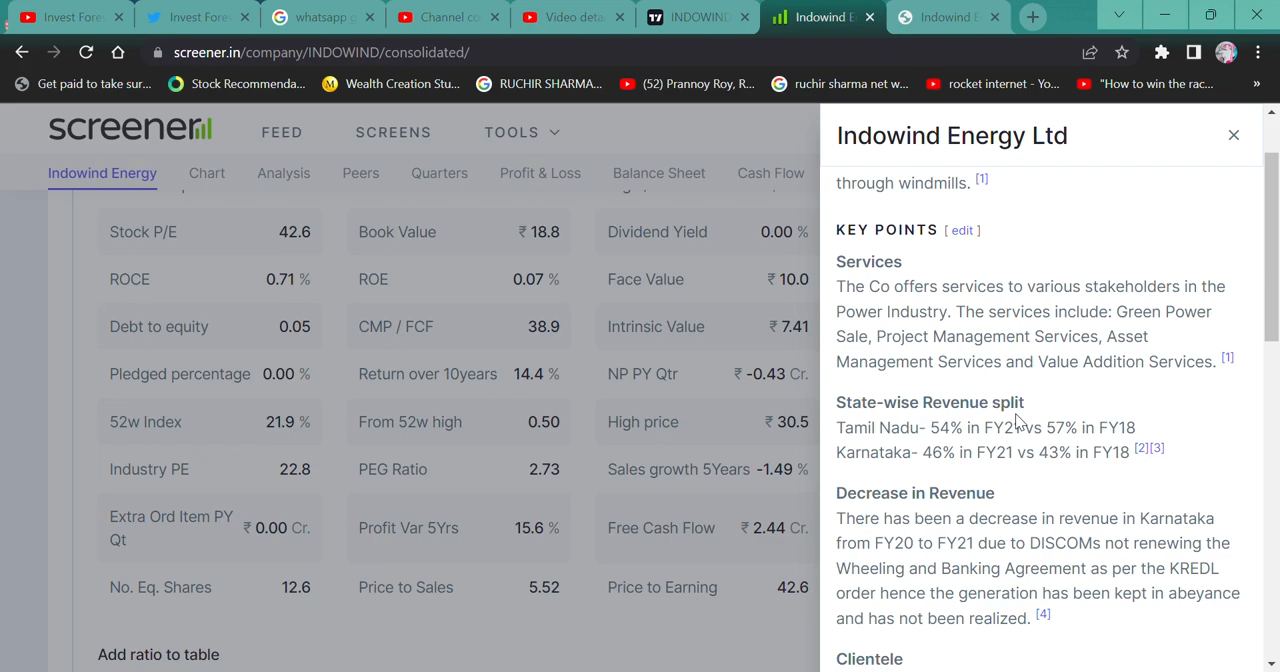 Invest Fore
Invest Fore
whatsapp g
Channel co
Video deta
INDOWIND
Indowind E
Indowind E
screener.in/company/INDOWIND/consolidated/
Get paid to take sur...
Stock Recommenda...
Wealth Creation Stu...
RUCHIR SHARMA...
(52) Prannoy Roy, R...
ruchir sharma net w...
rocket internet - Yo...
"How to win the rac...
»
screener
FEED
SCREENS
TOOLS
Indowind Energy
Chart
Analysis
Peers
Quarters
Profit & Loss
Balance Sheet
Cash Flow
Stock P/E 42.6
Book Value ₹ 18.8
Dividend Yield 0.00 %
ROCE 0.71 %
ROE 0.07 %
Face Value ₹ 10.0
Debt to equity 0.05
CMP / FCF 38.9
Intrinsic Value ₹ 7.41
Pledged percentage 0.00 %
Return over 10years 14.4 %
NP PY Qtr ₹ -0.43 Cr.
52w Index 21.9 %
From 52w high 0.50
High price ₹ 30.5
Industry PE 22.8
PEG Ratio 2.73
Sales growth 5Years -1.49 %
Extra Ord Item PY
Qt
₹ 0.00 Cr.
Profit Var 5Yrs 15.6 %
Free Cash Flow ₹ 2.44 Cr.
No. Eq. Shares 12.6
Price to Sales 5.52
Price to Earning 42.6
Add ratio to table
Indowind Energy Ltd
through windmills. [1]
KEY POINTS [ edit ]
Services
The Co offers services to various stakeholders in the
Power Industry. The services include: Green Power
Sale, Project Management Services, Asset
Management Services and Value Addition Services. [1]
State-wise Revenue split
Tamil Nadu- 54% in vs 57% in FY18
Karnataka- 46% in FY21 vs 43% in FY18 [2][3]
Decrease in Revenue
There has been a decrease in revenue in Karnataka
from FY20 to FY21 due to DISCOMs not renewing the
Wheeling and Banking Agreement as per the KREDL
order hence the generation has been kept in abeyance
and has not been realized. [4]
Clientele